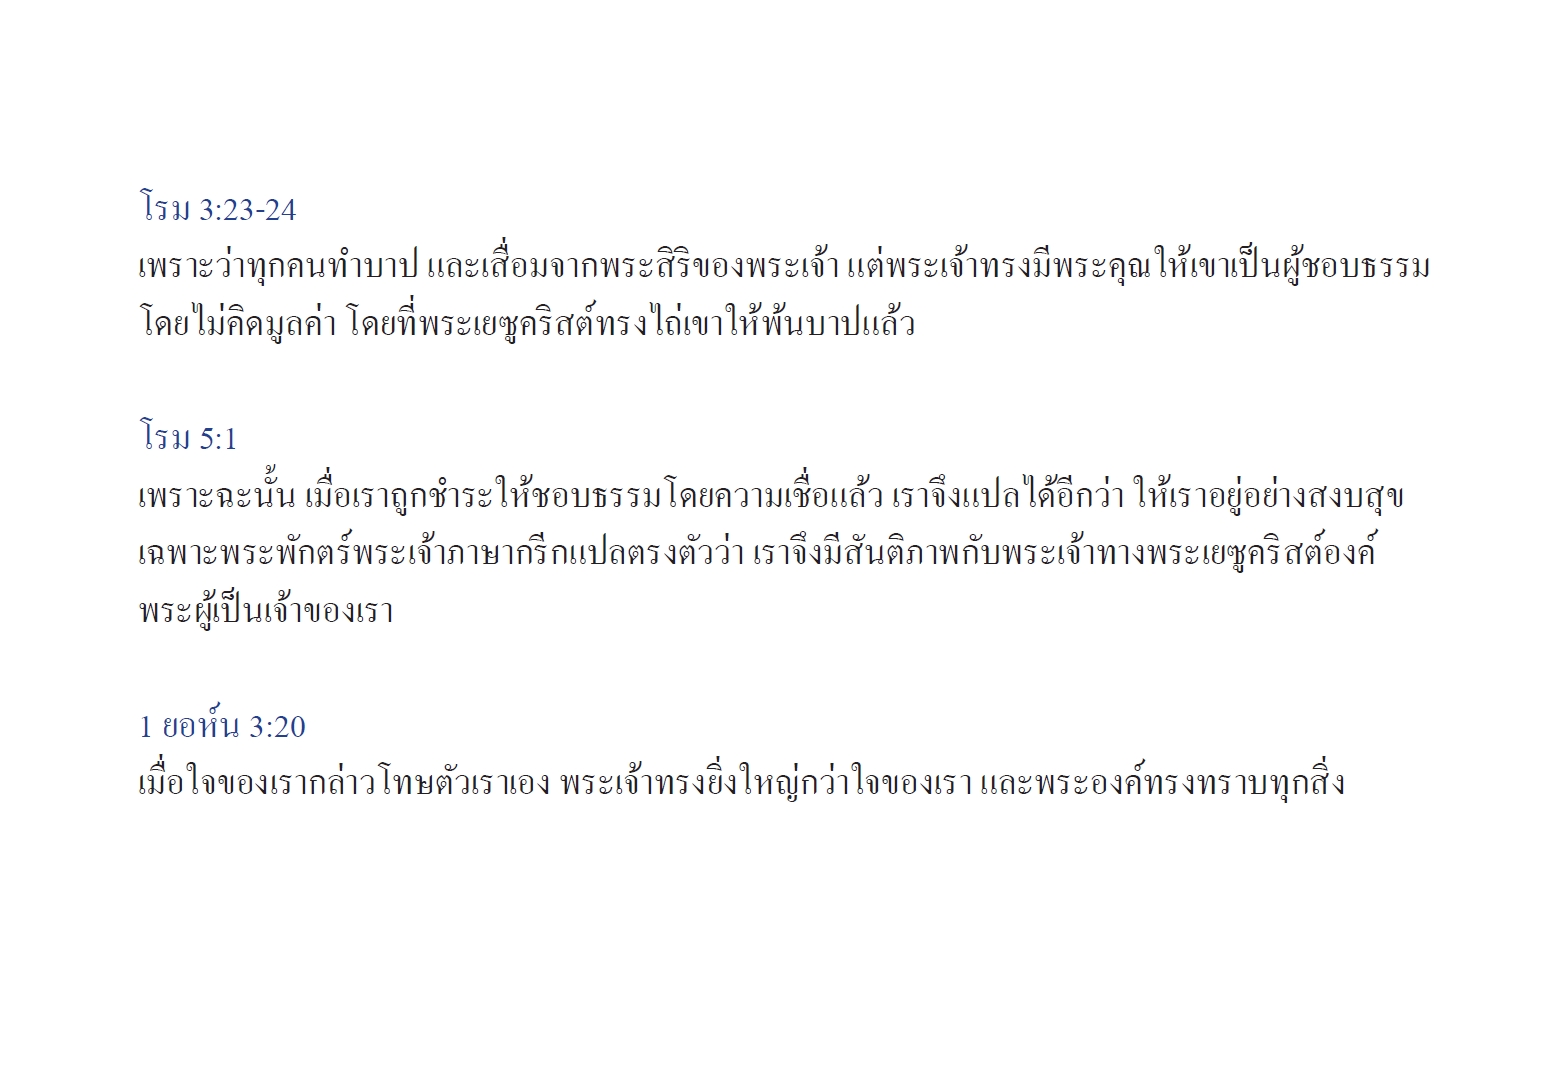 โรม 3:23-24
เพราะว่าทุกคนทำบาป และเสื่อมจากพระสิริของพระเจ้า แต่พระเจ้าทรงมีพระคุณให้เขาเป็นผู้ชอบธรรม
โดยไม่คิดมูลค่า โดยที่พระเยซูคริสต์ทรงไถ่เขาให้พ้นบาปแล้ว
โรม 5:1
เพราะฉะนั้น เมื่อเราถูกชำระให้ชอบธรรมโดยความเชื่อแล้ว เราจึงแปลได้อีกว่า ให้เราอยู่อย่างสงบสุข
เฉพาะพระพักตร์พระเจ้าภาษากรีกแปลตรงตัวว่า เราจึงมีสันติภาพกับพระเจ้าทางพระเยซูคริสต์องค์
พระผู้เป็นเจ้าของเรา
1 ยอห์น 3:20
เมื่อใจของเรากล่าวโทษตัวเราเอง พระเจ้าทรงยิ่งใหญ่กว่าใจของเรา และพระองค์ทรงทราบทุกสิ่ง